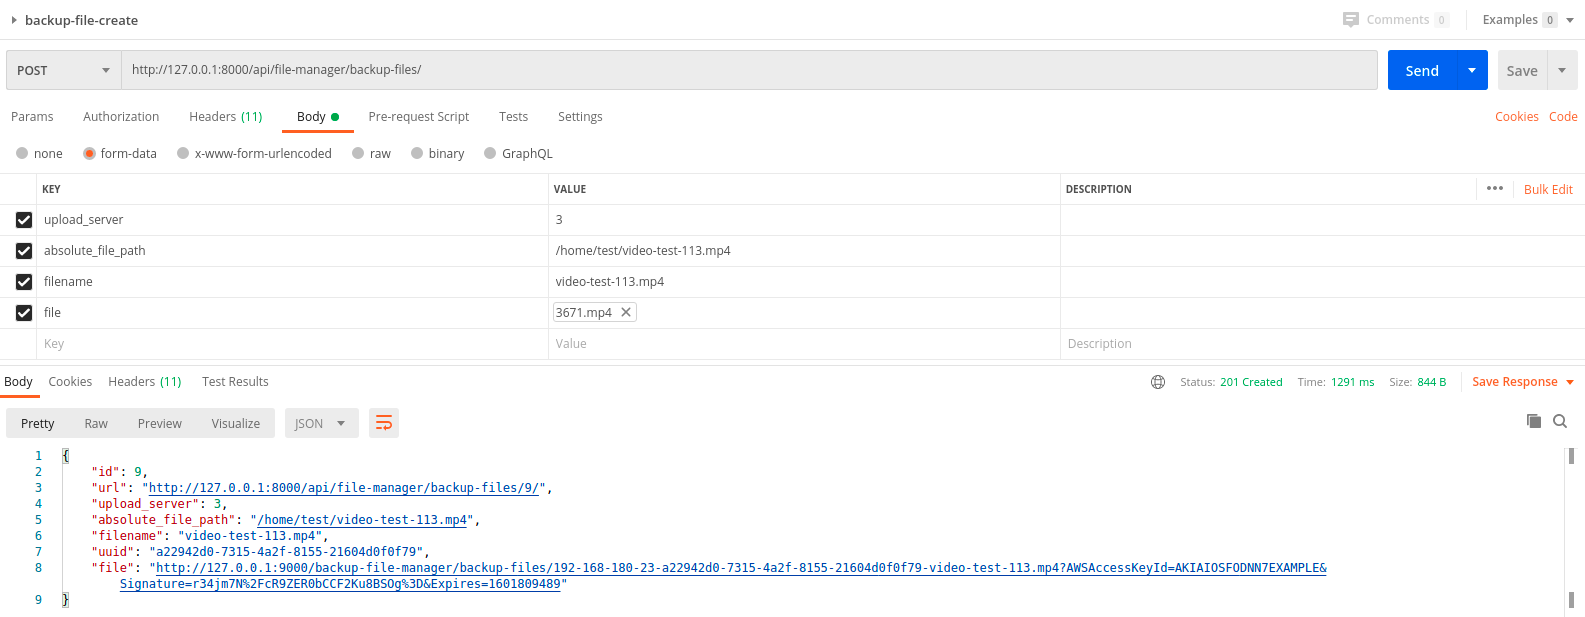 backup-file-create Comments 0 Examples 0
POST http://127.0.0.1:8000/api/file-manager/backup-files/ Send Save
Params Authorization Headers (11) Body Pre-request Script Tests Settings Cookies Code
none form-data x-www-form-urlencoded raw binary GraphQL
KEY VALUE DESCRIPTION ••• Bulk Edit
upload_server 3
absolute_file_path /home/test/video-test-113.mp4
filename video-test-113.mp4
file 3671.mp4
Key Value Description
Body Cookies Headers (11) Test Results Status: 201 Created Time: 1291 ms Size: 844 B Save Response
Pretty Raw Preview Visualize JSON
1 {
2 "id": 9,
3 "url": "http://127.0.0.1:8000/api/file-manager/backup-files/9/",
4 "upload_server": 3,
5 "absolute_file_path": "/home/test/video-test-113.mp4",
6 "filename": "video-test-113.mp4",
7 "uuid": "a22942d0-7315-4a2f-8155-21604d0f0f79",
8 "file": "http://127.0.0.1:9000/backup-file-manager/backup-files/192-168-180-23-a22942d0-7315-4a2f-8155-21604d0f0f79-video-test-113.mp4?AWSAccessKeyId=AKIAIOSFODNN7EXAMPLE&
Signature=r34jm7N%2FcR9ZER0bCCF2Ku8BSOg%3D&Expires=1601809489"
9 }